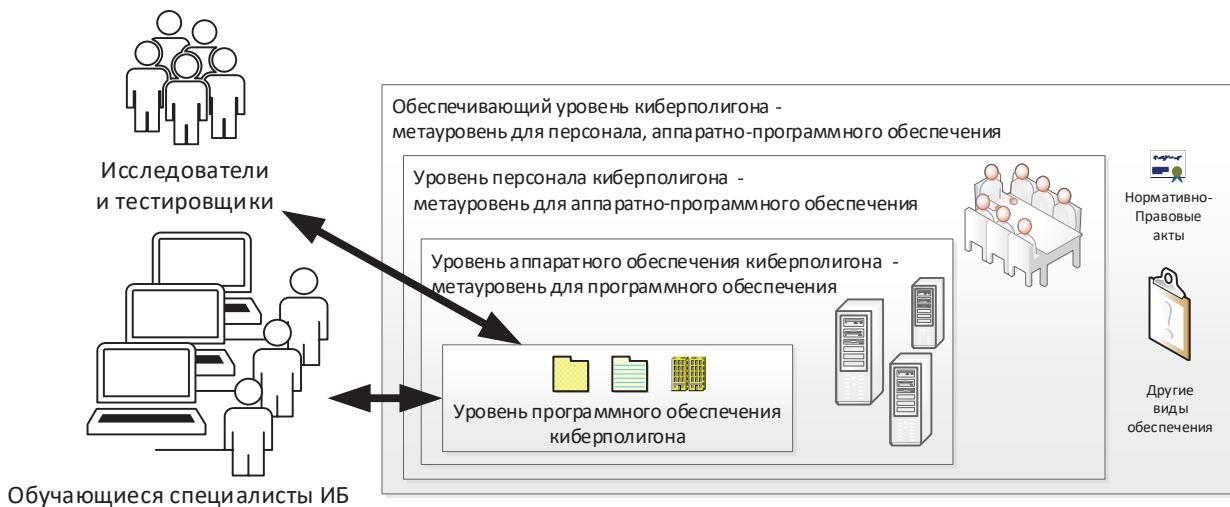 Исследователи
и тестировщики
Обучающиеся специалисты ИБ
Обеспечивающий уровень киберполигона -
метауровень для персонала, аппаратно-программного обеспечения
Уровень персонала киберполигона -
метауровень для аппаратно-программного обеспечения
Уровень аппаратного обеспечения киберполигона -
метауровень для программного обеспечения
Уровень программного обеспечения
киберполигона
Нормативно-
Правовые
акты
Другие
виды
обеспечения